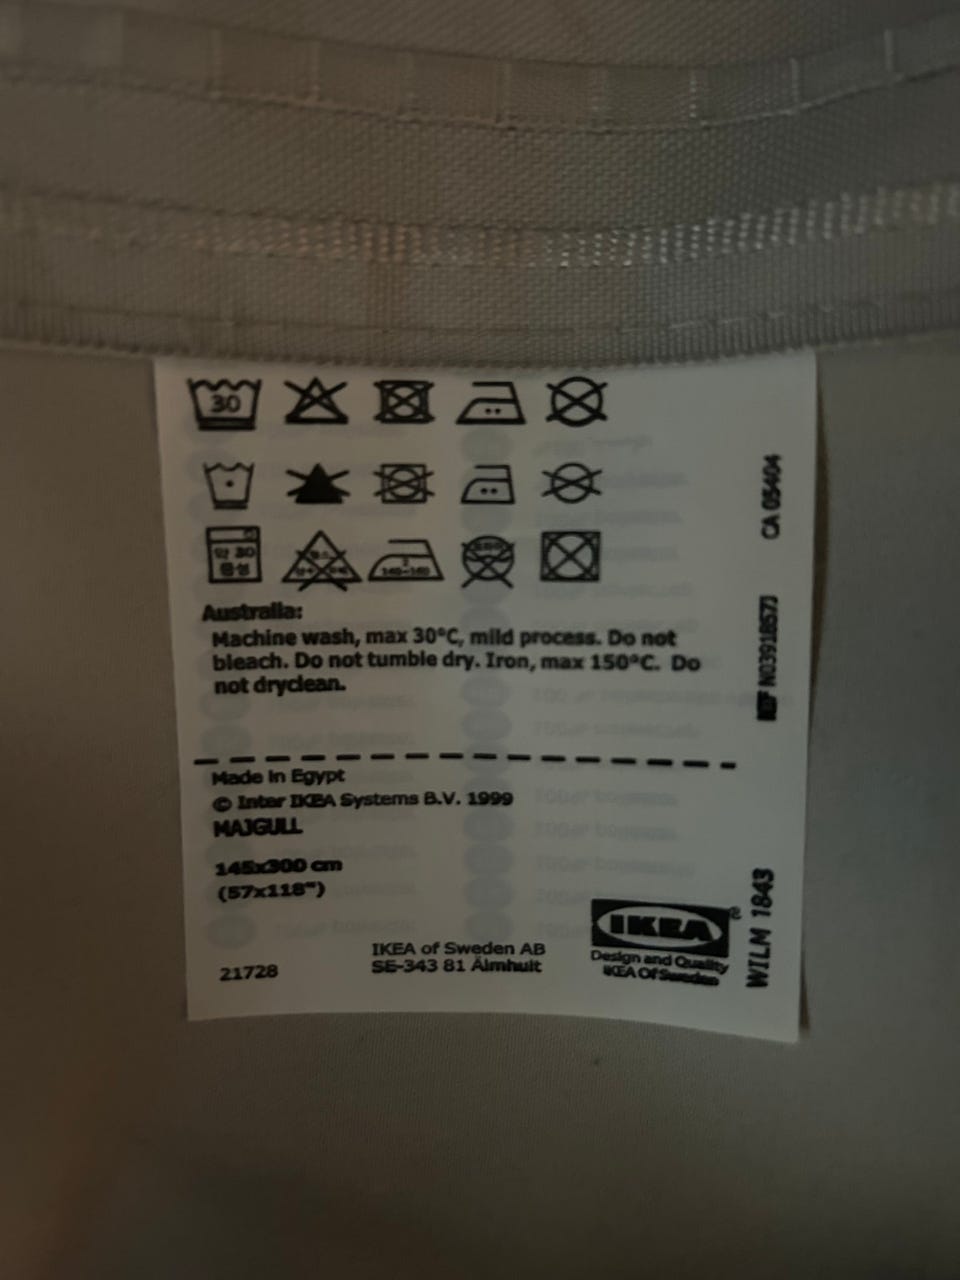 30
Australia:
Machine wash, max 30°C, mild process. Do not
bleach. Do not tumble dry. Iron, max 150°C. Do
not dryclean.
Made in Egypt
© Inter IKEA Systems B.V. 1999
MAJGULL
145x300 cm
(57x118")
21728
IKEA of Sweden AB
SE-343 81 Älmhult
IKEA®
Design and Quality
IKEA Of Sweden
CA 05404
REF N0391857J
WILM 1843